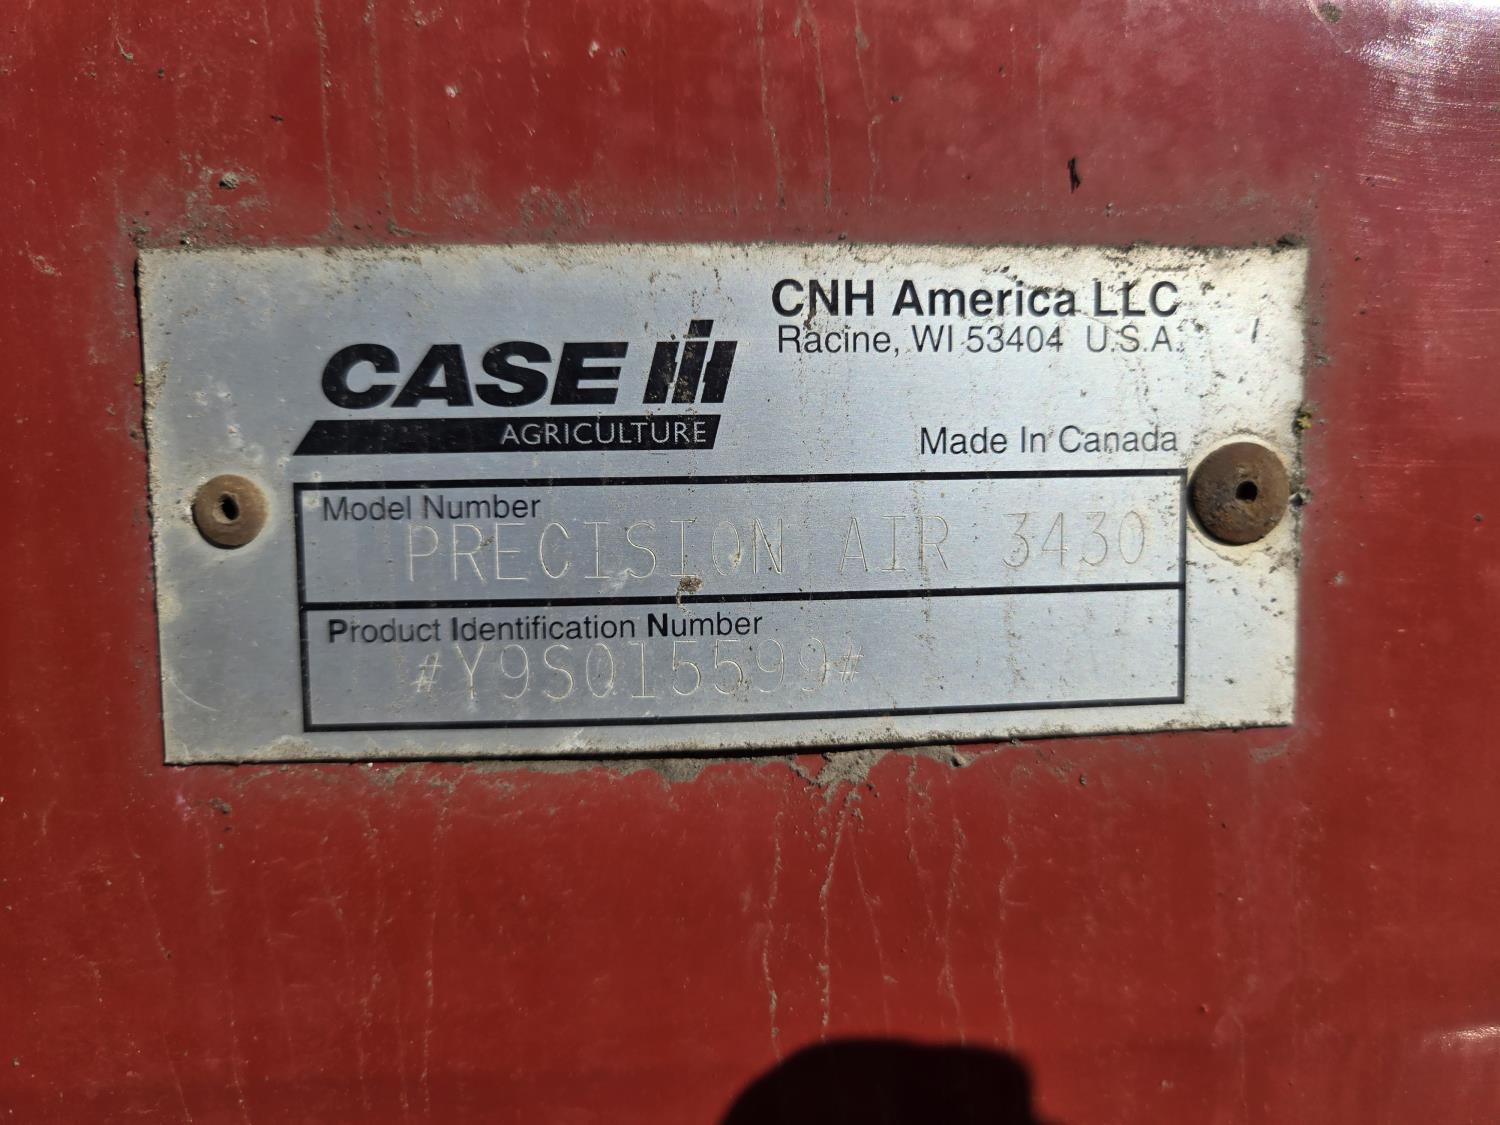 CNH America LLC
Racine, WI 53404 U.S.A.
CASE IH
AGRICULTURE
Made In Canada
Model Number
PRECISION AIR 3430
Product Identification Number
#Y9S015599#